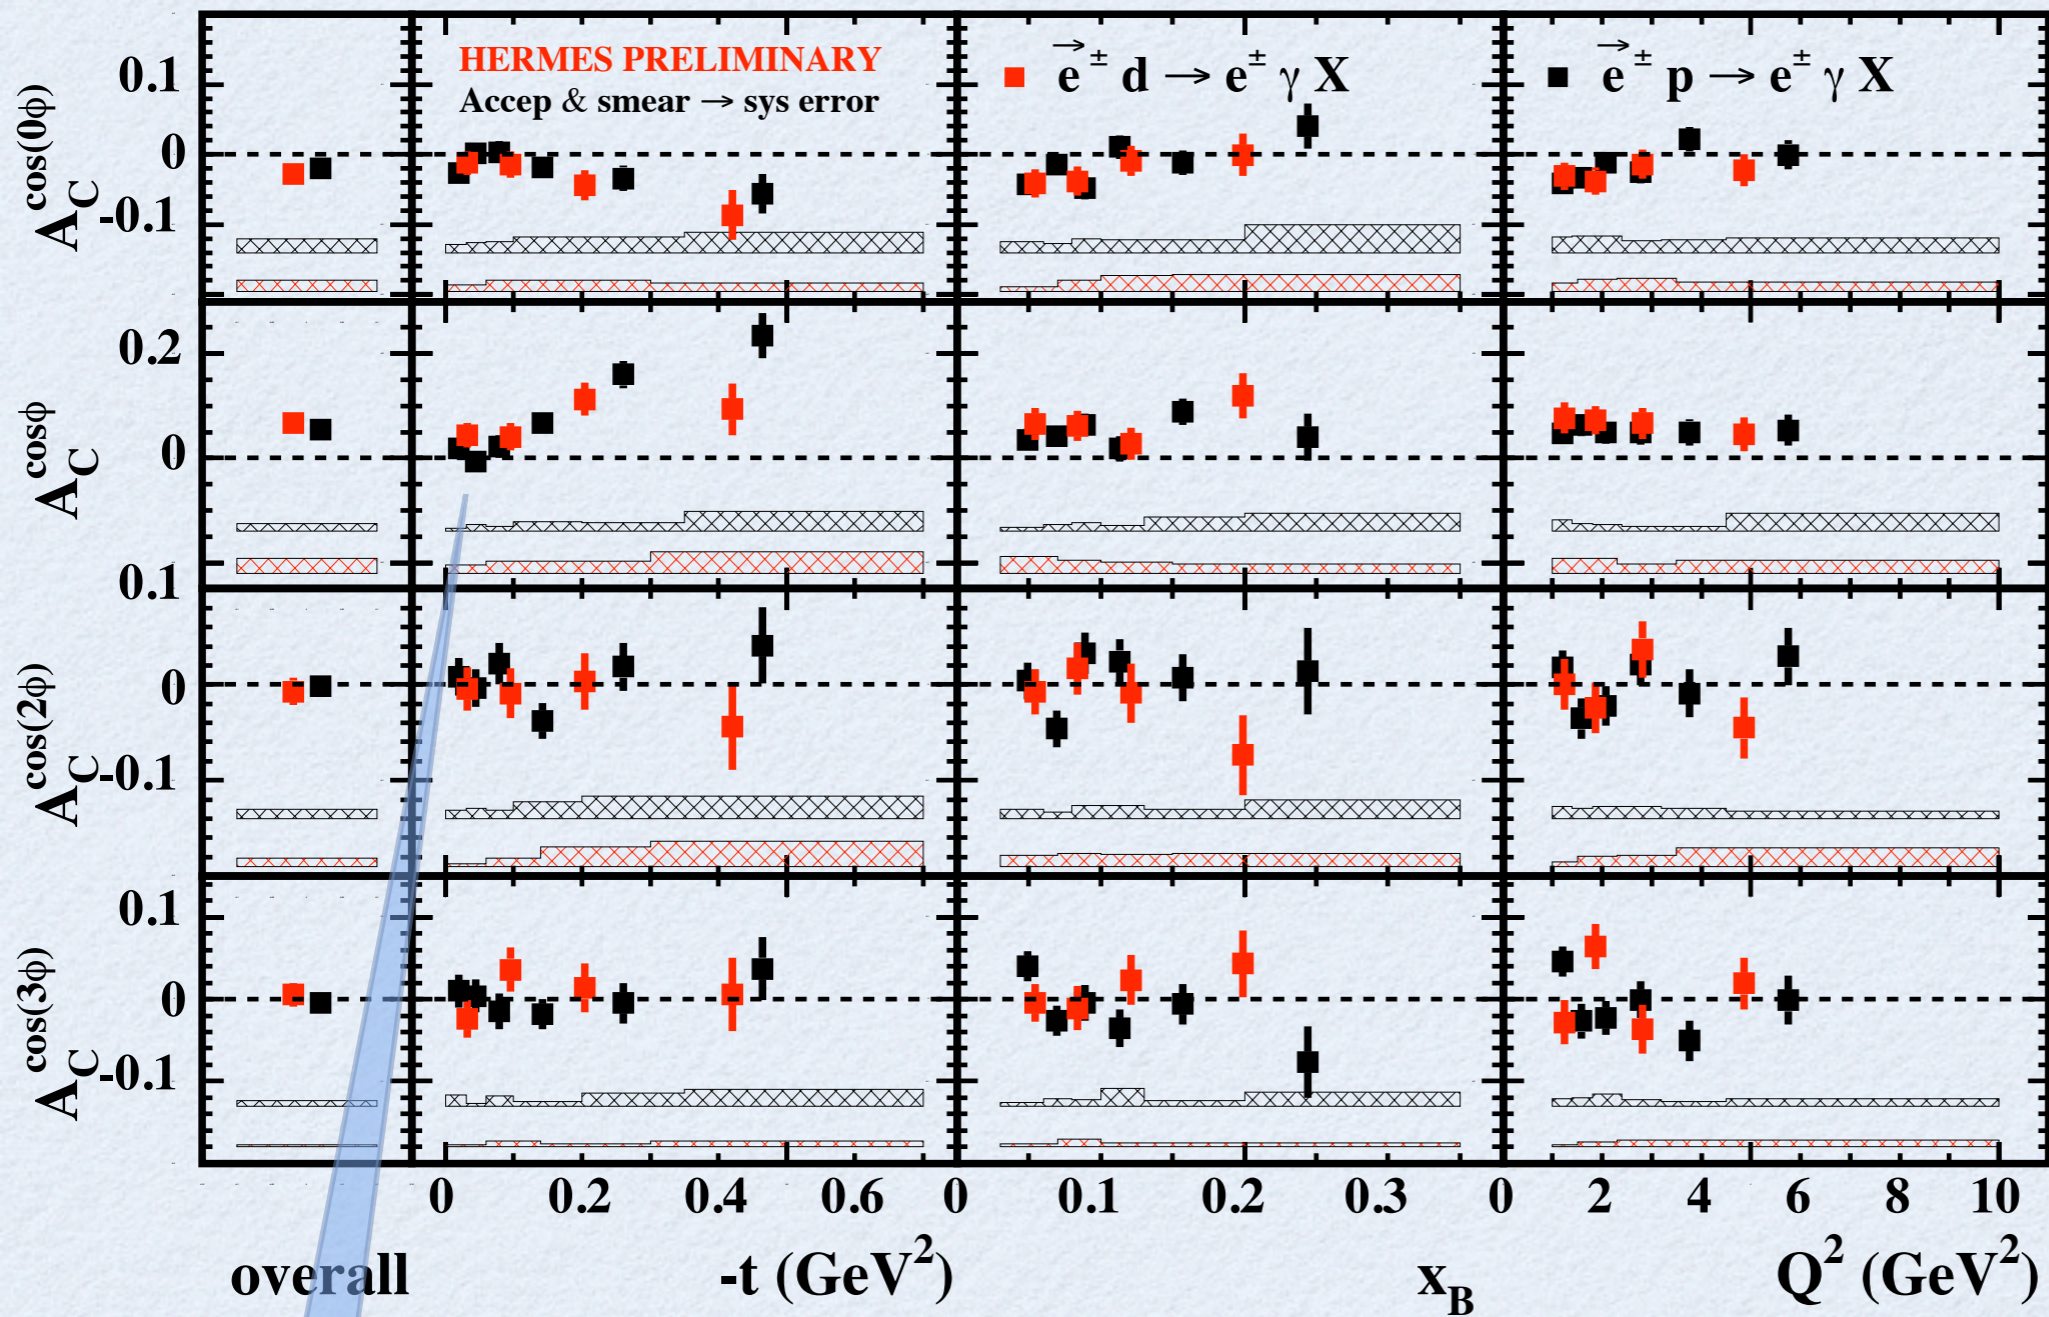 HERMES PRELIMINARY
Accep & smear → sys error
e⃗± d → e± γ X
e⃗± p → e± γ X
A_C^cos(0ϕ)
0.1
0
-0.1
A_C^cosϕ
0.2
0
A_C^cos(2ϕ)
0.1
0
-0.1
A_C^cos(3ϕ)
0.1
0
-0.1
0 0.2 0.4 0.6 0 0.1 0.2 0.3 0 2 4 6 8 10
overall -t (GeV²) x_B Q² (GeV²)